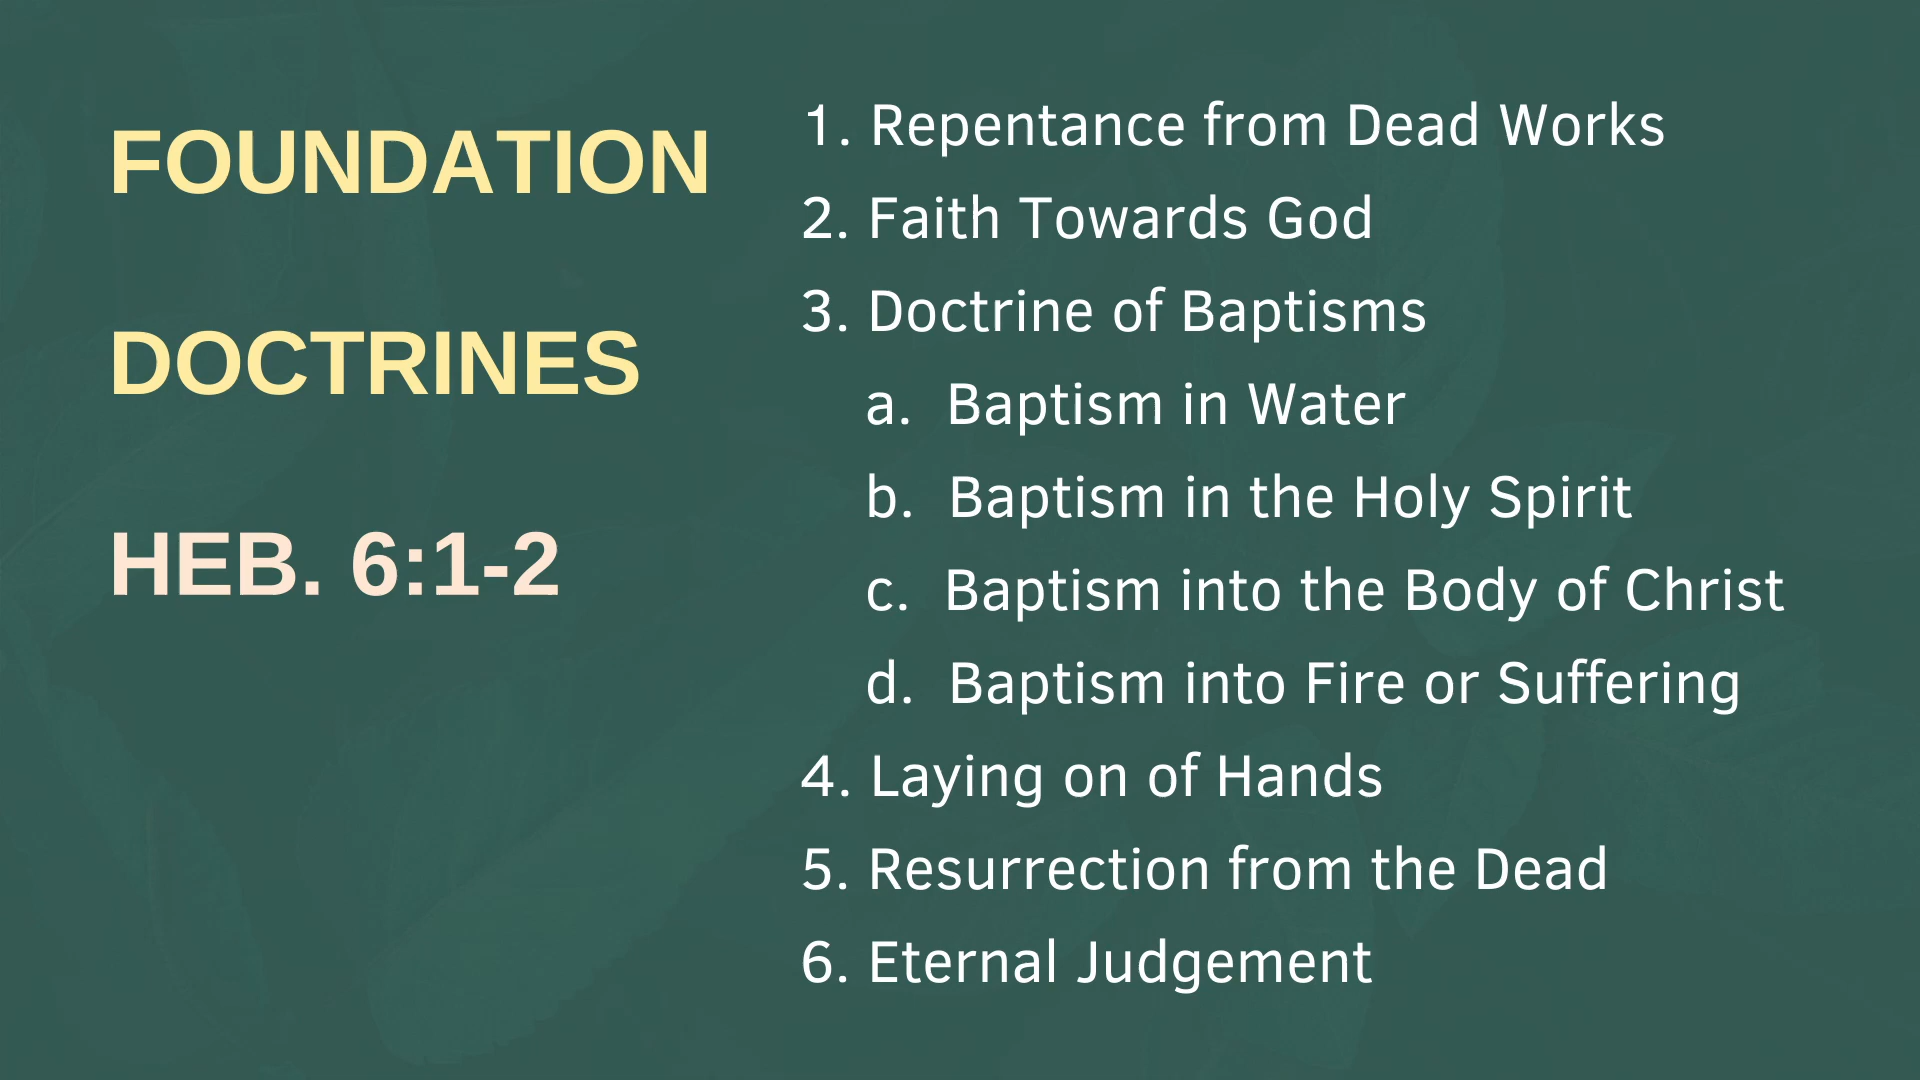 FOUNDATION
DOCTRINES
HEB. 6:1-2
1. Repentance from Dead Works
2. Faith Towards God
3. Doctrine of Baptisms
a. Baptism in Water
b. Baptism in the Holy Spirit
c. Baptism into the Body of Christ
d. Baptism into Fire or Suffering
4. Laying on of Hands
5. Resurrection from the Dead
6. Eternal Judgement